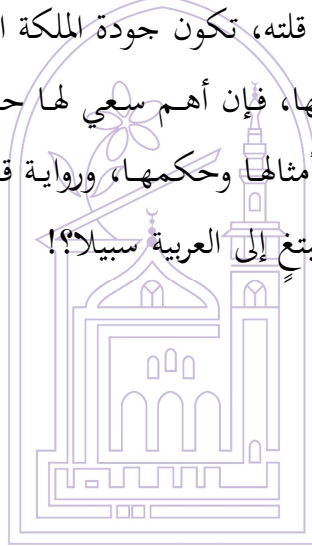 قلته، تكون جودة الملكة
ها، فإن أهم سعي لها
أمثالها وحكمها، ورواية
بتغٍ إلى العربية سبيلا؟!